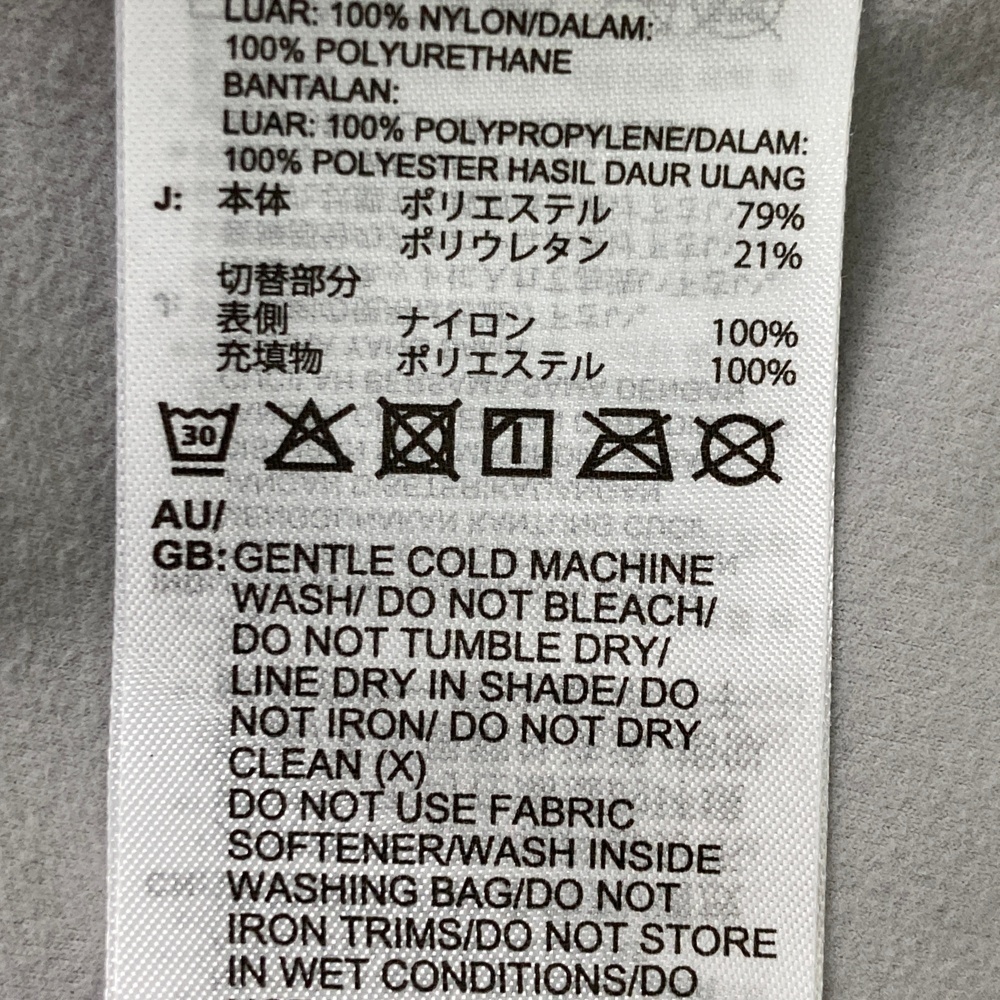 LUAR: 100% NYLON/DALAM:
100% POLYURETHANE
BANTALAN:
LUAR: 100% POLYPROPYLENE/DALAM:
100% POLYESTER HASIL DAUR ULANG
J: 本体 ポリエステル 79%
ポリウレタン 21%
切替部分
表側 ナイロン 100%
充填物 ポリエステル 100%
30
AU/
GB: GENTLE COLD MACHINE
WASH/ DO NOT BLEACH/
DO NOT TUMBLE DRY/
LINE DRY IN SHADE/ DO
NOT IRON/ DO NOT DRY
CLEAN (X)
DO NOT USE FABRIC
SOFTENER/WASH INSIDE
WASHING BAG/DO NOT
IRON TRIMS/DO NOT STORE
IN WET CONDITIONS/DO